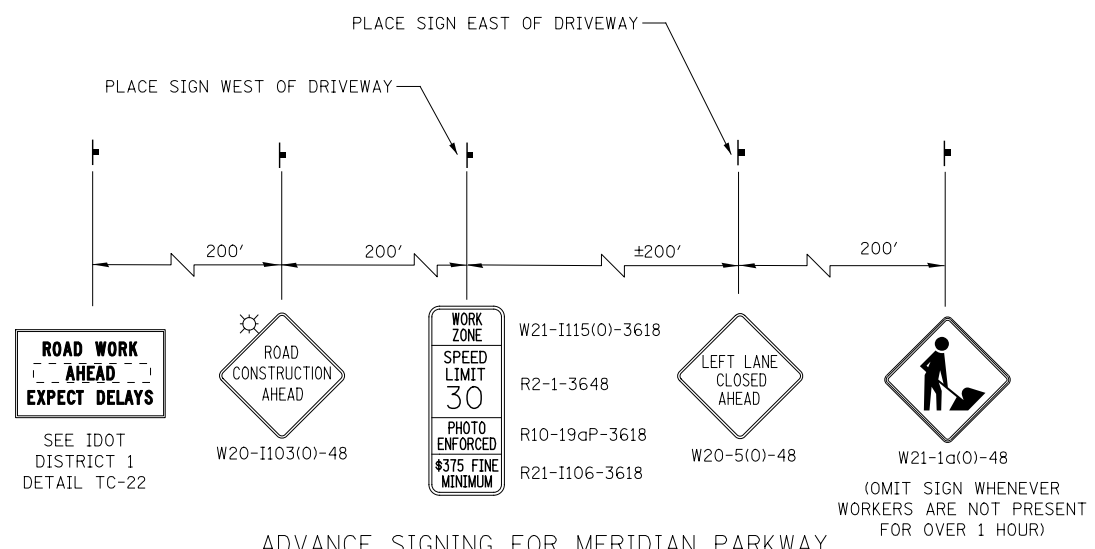 PLACE SIGN EAST OF DRIVEWAY
PLACE SIGN WEST OF DRIVEWAY
200'
200'
±200'
200'
ROAD WORK
AHEAD
EXPECT DELAYS
SEE IDOT
DISTRICT 1
DETAIL TC-22
ROAD
CONSTRUCTION
AHEAD
W20-I103(O)-48
WORK
ZONE
SPEED
LIMIT
30
PHOTO
ENFORCED
$375 FINE
MINIMUM
W21-I115(O)-3618
R2-1-3648
R10-19aP-3618
R21-I106-3618
LEFT LANE
CLOSED
AHEAD
W20-5(O)-48
W21-1a(O)-48
(OMIT SIGN WHENEVER
WORKERS ARE NOT PRESENT
FOR OVER 1 HOUR)
ADVANCE SIGNING FOR MERIDIAN PARKWAY